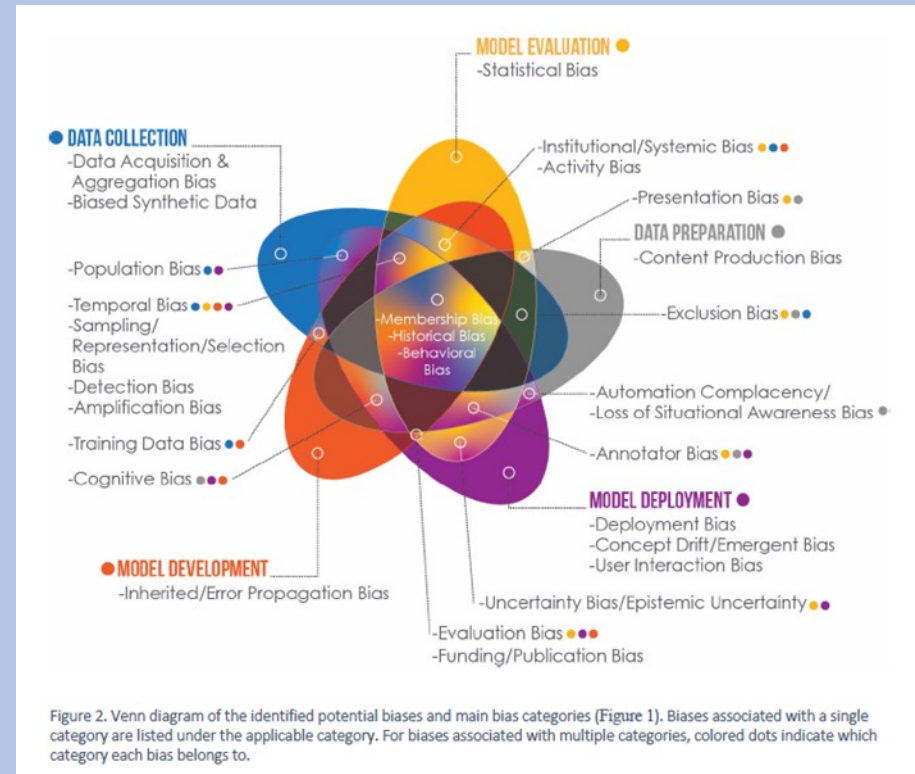 MODEL EVALUATION
-Statistical Bias
DATA COLLECTION
-Data Acquisition &
Aggregation Bias
-Biased Synthetic Data
-Institutional/Systemic Bias
-Activity Bias
-Presentation Bias
DATA PREPARATION
-Content Production Bias
-Population Bias
-Temporal Bias
-Sampling/
Representation/Selection
Bias
-Detection Bias
-Amplification Bias
-Training Data Bias
-Cognitive Bias
-Membership Bias
-Historical Bias
-Behavioral
Bias
-Exclusion Bias
-Automation Complacency/
-Loss of Situational Awareness Bias
-Annotator Bias
MODEL DEPLOYMENT
-Deployment Bias
-Concept Drift/Emergent Bias
-User Interaction Bias
MODEL DEVELOPMENT
-Inherited/Error Propagation Bias
-Uncertainty Bias/Epistemic Uncertainty
-Evaluation Bias
-Funding/Publication Bias
Figure 2. Venn diagram of the identified potential biases and main bias categories (Figure 1). Biases associated with a single
category are listed under the applicable category. For biases associated with multiple categories, colored dots indicate which
category each bias belongs to.